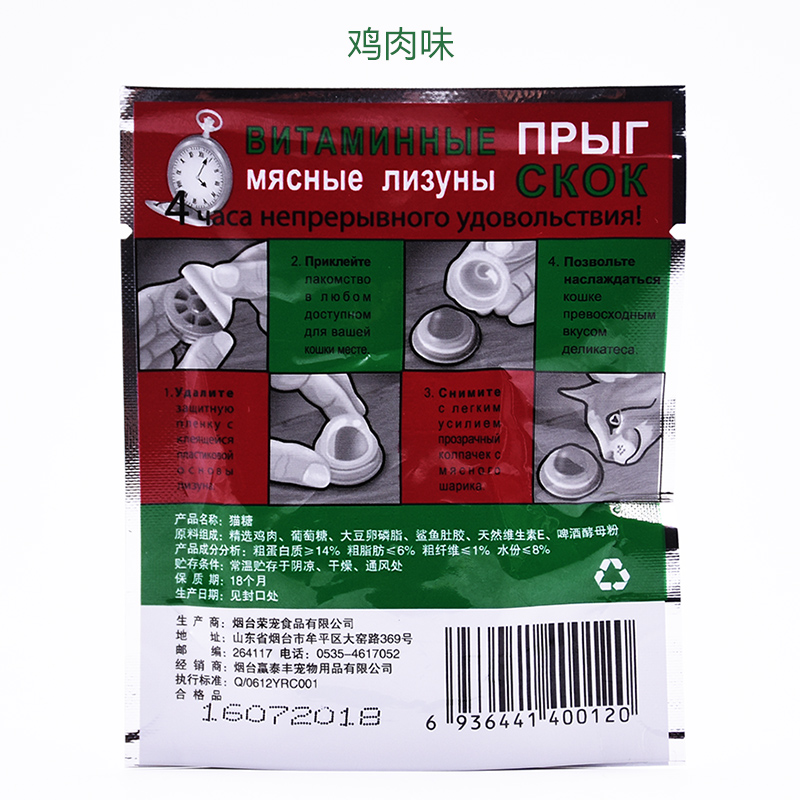 鸡肉味
ВИТАМИННЫЕ ПРЫГ
МЯСНЫЕ ЛИЗУНЫ СКОК
4 часа непрерывного удовольствия!
2. Приклейте
лакомство
в любом
доступном
для вашей
кошки месте.
4. Позвольте
наслаждаться
кошке
превосходным
вкусом
деликатеса.
1. Удалите
защитную
пленку с
клеящейся
пластиковой
основы
лизуна.
3. Снимите
с легким
усилием
прозрачный
колпачек с
мясного
шарика.
产品名称: 猫糖
原料组成: 精选鸡肉、葡萄糖、大豆卵磷脂、鲨鱼肚胶、天然维生素E、啤酒酵母粉
产品成分分析: 粗蛋白质≥14% 粗脂肪≤6% 粗纤维≤1% 水份≤8%
贮存条件: 常温贮存于阴凉、干燥、通风处
保质期: 18个月
生产日期: 见封口处
生产商: 烟台荣宠食品有限公司
地址: 山东省烟台市牟平区大窑路369号
邮编: 264117 电话: 0535-4617052
经销商: 烟台赢泰丰宠物用品有限公司
执行标准: Q/0612YRC001
合格品
16072018
6 936441 400120